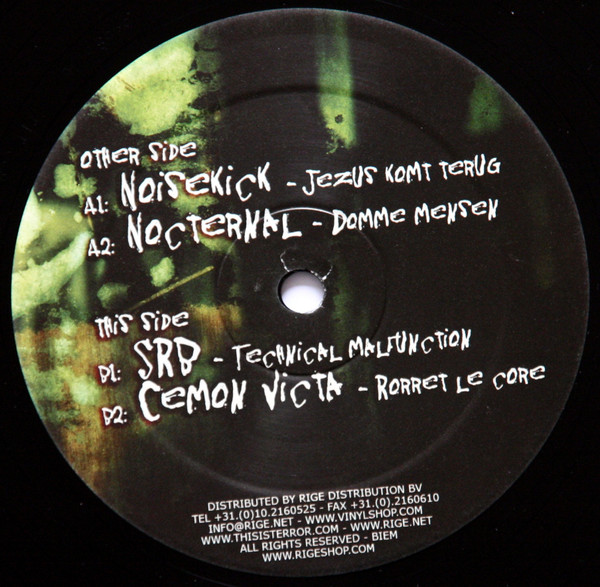 OTHER SIDE
A1: NOISEKICK - JEZUS KOMT TERUG
A2: NOCTERNAL - DOMME MENSEN
THIS SIDE
B1: SRB - TECHNICAL MALFUNCTION
B2: CEMON VICTA - RORRET LE CORE
DISTRIBUTED BY RIGE DISTRIBUTION BV
TEL +31.(0)10.2160525 - FAX +31.(0).2160610
INFO@RIGE.NET - WWW.VINYLSHOP.COM
WWW.THISISTERROR.COM - WWW.RIGE.NET
ALL RIGHTS RESERVED - BIEM
WWW.RIGESHOP.COM